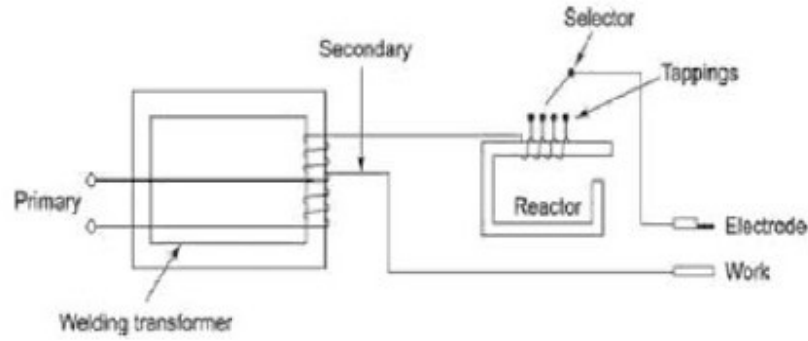 Selector
Secondary
Tappings
Primary
Reactor
Electrode
Work
Welding transformer